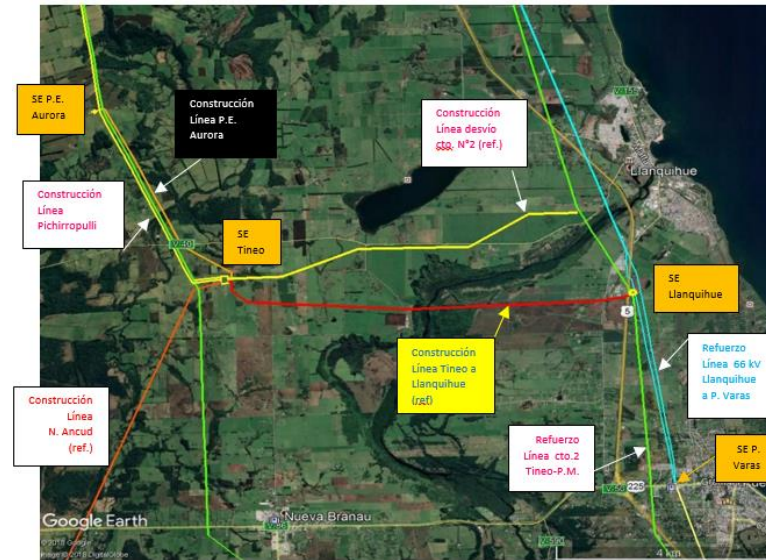 SE P.E.
Aurora
Construcción
Línea P.E.
Aurora
Construcción
Línea desvío
cto. N°2 (ref.)
Llanquihue
Construcción
Línea
Pichirropulli
V-40
SE
Tineo
SE
Llanquihue
5
Construcción
Línea Tineo a
Llanquihue
(ref)
Refuerzo
Línea 66 kV
Llanquihue
a P. Varas
Construcción
Línea
N. Ancud
(ref.)
Refuerzo
Línea cto.2
Tineo-P.M.
SE P.
Varas
225
Google Earth
Nueva Branau
4 km